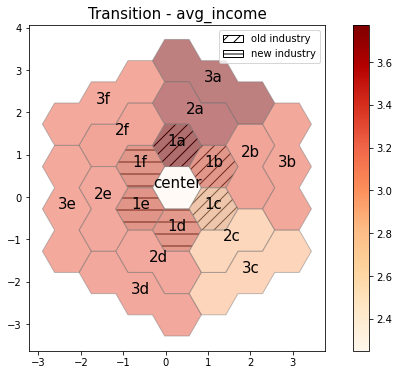 Transition - avg_income
old industry
new industry
3a
3f
2a
2f
1a
1f
1b
2b
3b
center
3e
2e
1e
1c
1d
2c
2d
3c
3d
4
3
2
1
0
−1
−2
−3
−3
−2
−1
0
1
2
3
3.6
3.4
3.2
3.0
2.8
2.6
2.4